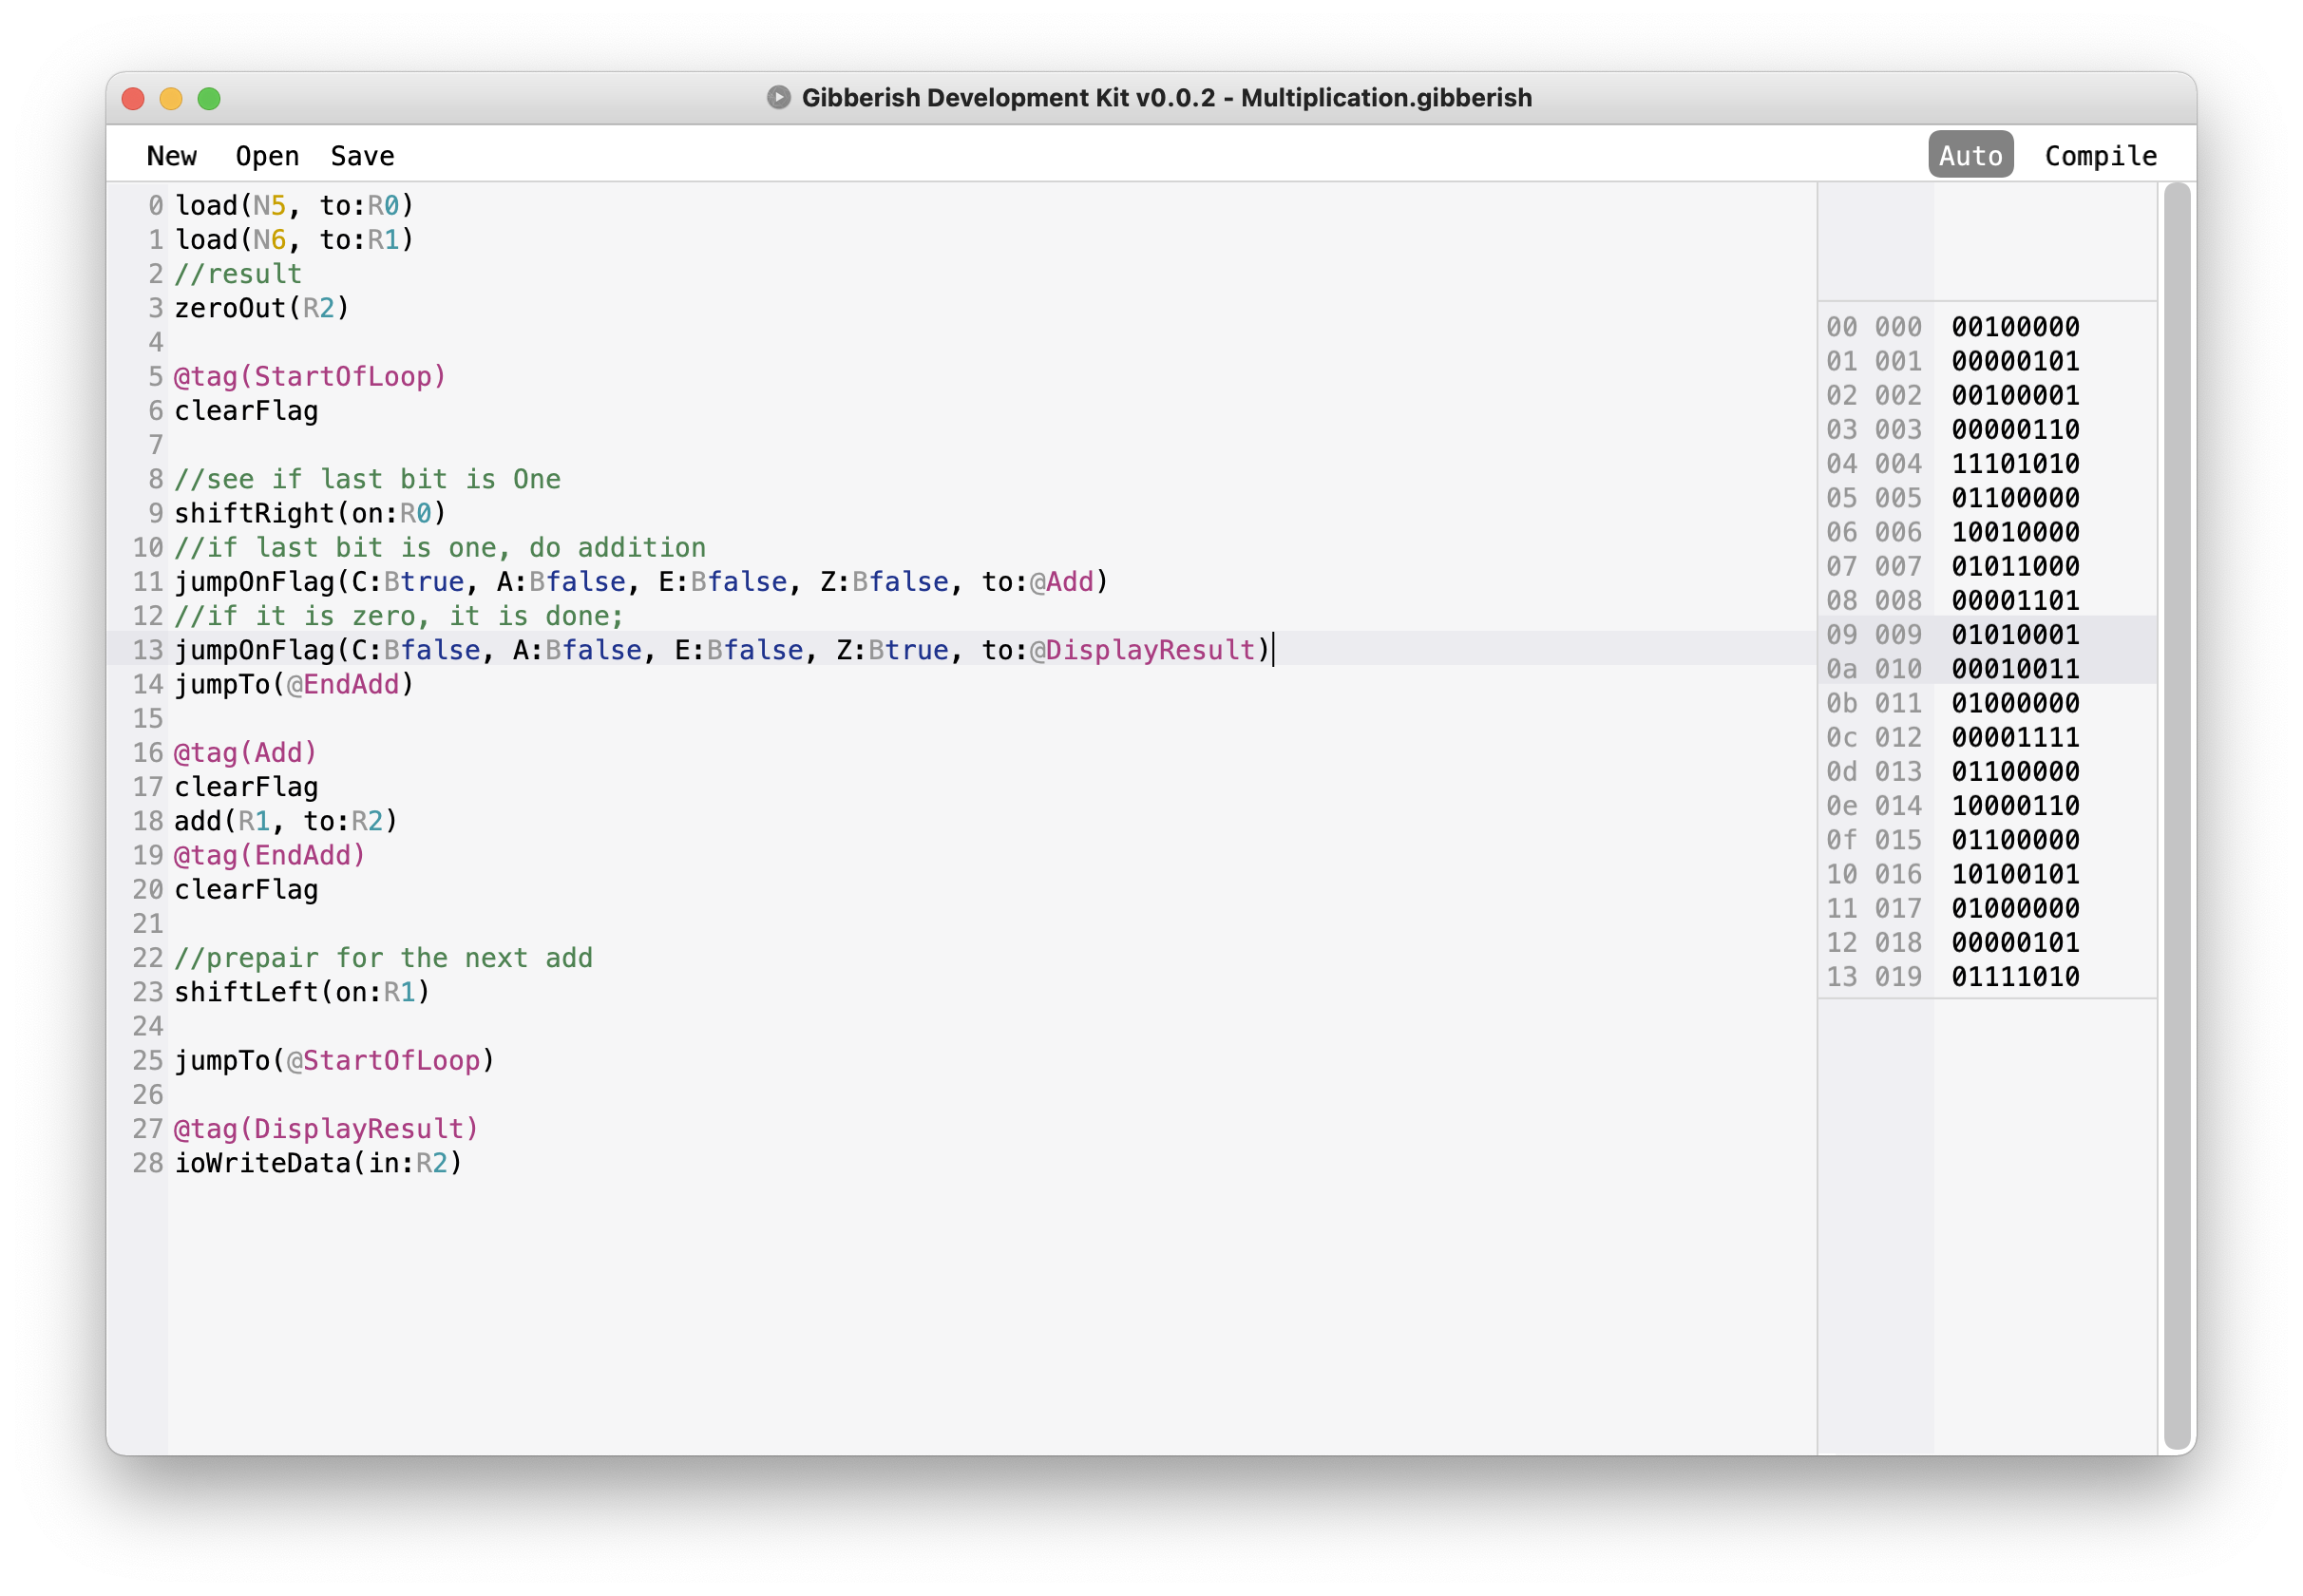 Gibberish Development Kit v0.0.2 - Multiplication.gibberish
New Open Save Auto Compile
0 load(N5, to:R0)
1 load(N6, to:R1)
2 //result
3 zeroOut(R2)
4
5 @tag(StartOfLoop)
6 clearFlag
7
8 //see if last bit is One
9 shiftRight(on:R0)
10 //if last bit is one, do addition
11 jumpOnFlag(C:Btrue, A:Bfalse, E:Bfalse, Z:Bfalse, to:@Add)
12 //if it is zero, it is done;
13 jumpOnFlag(C:Bfalse, A:Bfalse, E:Bfalse, Z:Btrue, to:@DisplayResult)
14 jumpTo(@EndAdd)
15
16 @tag(Add)
17 clearFlag
18 add(R1, to:R2)
19 @tag(EndAdd)
20 clearFlag
21
22 //prepair for the next add
23 shiftLeft(on:R1)
24
25 jumpTo(@StartOfLoop)
26
27 @tag(DisplayResult)
28 ioWriteData(in:R2)
00 000 00100000
01 001 00000101
02 002 00100001
03 003 00000110
04 004 11101010
05 005 01100000
06 006 10010000
07 007 01011000
08 008 00001101
09 009 01010001
0a 010 00010011
0b 011 01000000
0c 012 00001111
0d 013 01100000
0e 014 10000110
0f 015 01100000
10 016 10100101
11 017 01000000
12 018 00000101
13 019 01111010